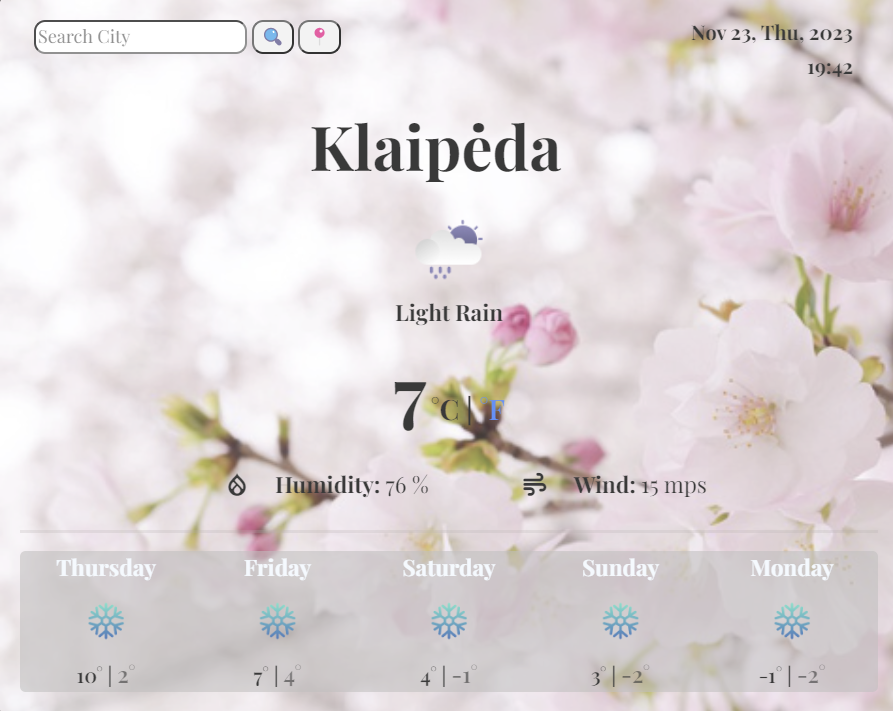 Search City
Nov 23, Thu, 2023
19:42
Klaipėda
Light Rain
7 °C | °F
Humidity: 76 % Wind: 15 mps
Thursday Friday Saturday Sunday Monday
10° | 2° 7° | 4° 4° | -1° 3° | -2° -1° | -2°